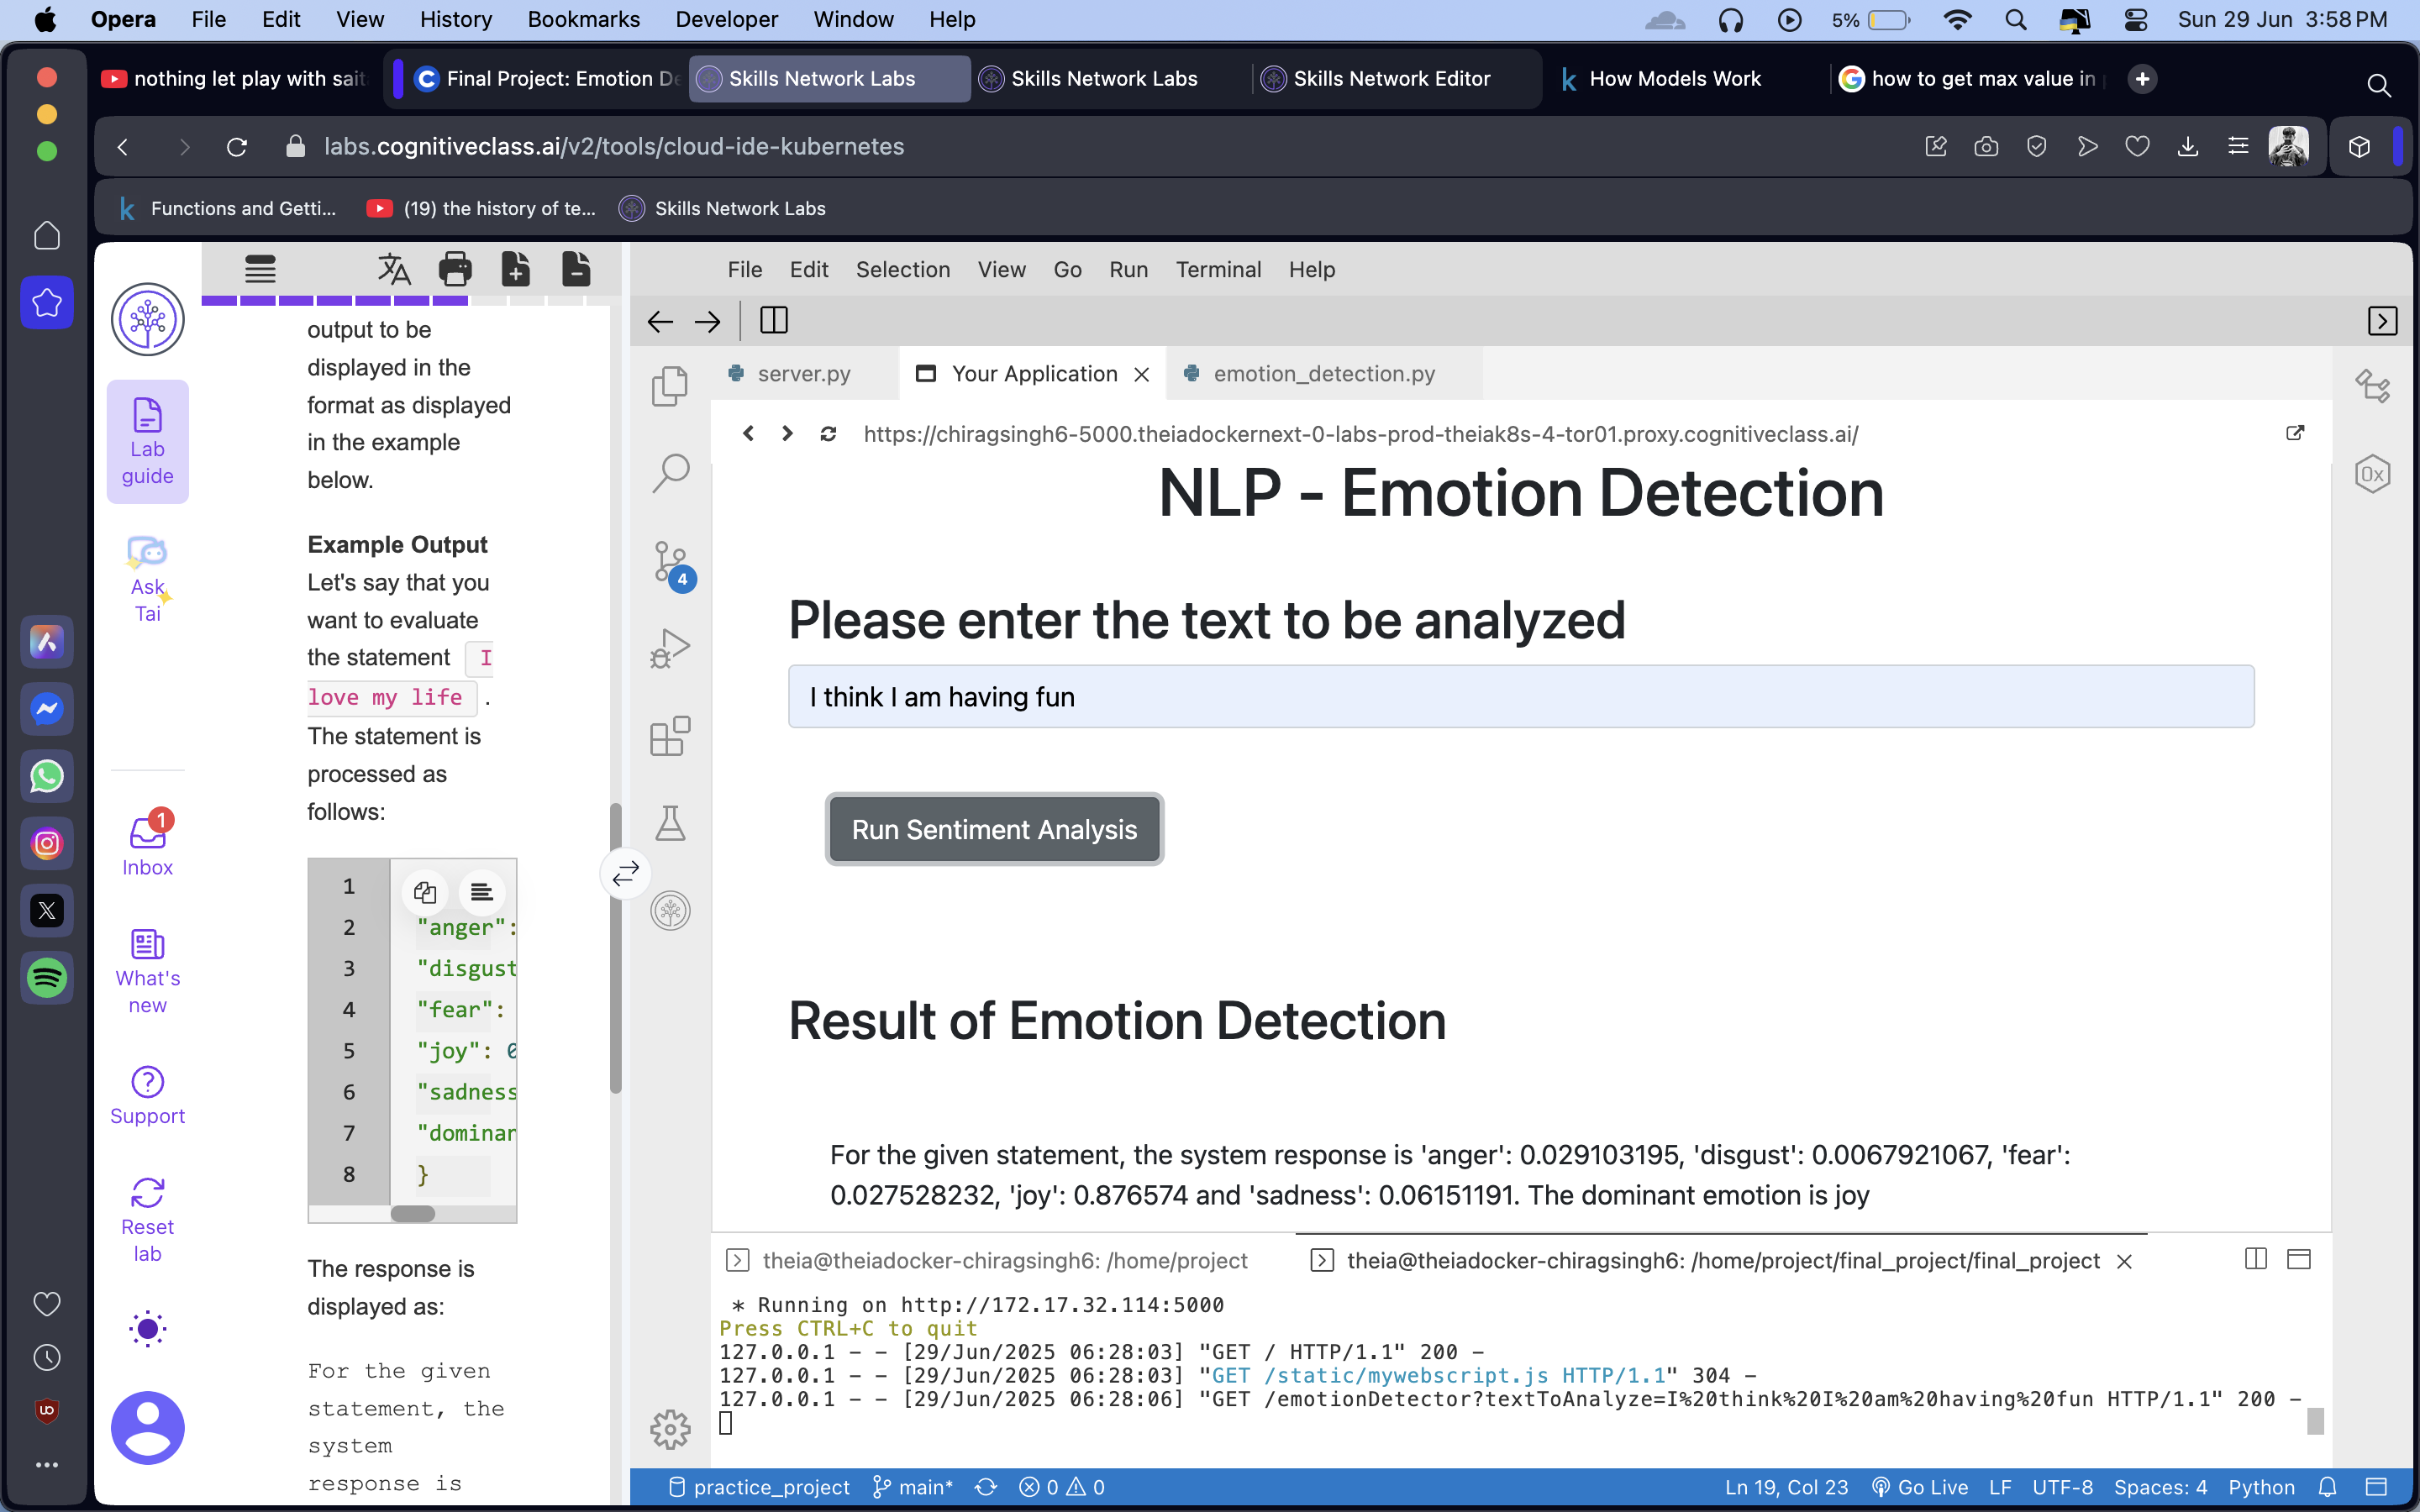 Opera File Edit View History Bookmarks Developer Window Help 5% Sun 29 Jun 3:58 PM
nothing let play with sait Final Project: Emotion De Skills Network Labs Skills Network Labs Skills Network Editor k How Models Work how to get max value in
labs.cognitiveclass.ai/v2/tools/cloud-ide-kubernetes
k Functions and Getti... (19) the history of te... Skills Network Labs
Lab
guide
Ask
Tai
1
Inbox
What's
new
Support
Reset
lab
output to be
displayed in the
format as displayed
in the example
below.
Example Output
Let's say that you
want to evaluate
the statement I
love my life .
The statement is
processed as
follows:
1
2 "anger":
3 "disgust
4 "fear":
5 "joy": 0
6 "sadness
7 "dominan
8 }
The response is
displayed as:
For the given
statement, the
system
response is
File Edit Selection View Go Run Terminal Help
server.py Your Application emotion_detection.py
https://chiragsingh6-5000.theiadockernext-0-labs-prod-theiak8s-4-tor01.proxy.cognitiveclass.ai/
4
0x
NLP - Emotion Detection
Please enter the text to be analyzed
I think I am having fun
Run Sentiment Analysis
Result of Emotion Detection
For the given statement, the system response is 'anger': 0.029103195, 'disgust': 0.0067921067, 'fear':
0.027528232, 'joy': 0.876574 and 'sadness': 0.06151191. The dominant emotion is joy
theia@theiadocker-chiragsingh6: /home/project theia@theiadocker-chiragsingh6: /home/project/final_project/final_project
* Running on http://172.17.32.114:5000
Press CTRL+C to quit
127.0.0.1 - - [29/Jun/2025 06:28:03] "GET / HTTP/1.1" 200 -
127.0.0.1 - - [29/Jun/2025 06:28:03] "GET /static/mywebscript.js HTTP/1.1" 304 -
127.0.0.1 - - [29/Jun/2025 06:28:06] "GET /emotionDetector?textToAnalyze=I%20think%20I%20am%20having%20fun HTTP/1.1" 200 -
practice_project main* 0 0 Ln 19, Col 23 Go Live LF UTF-8 Spaces: 4 Python